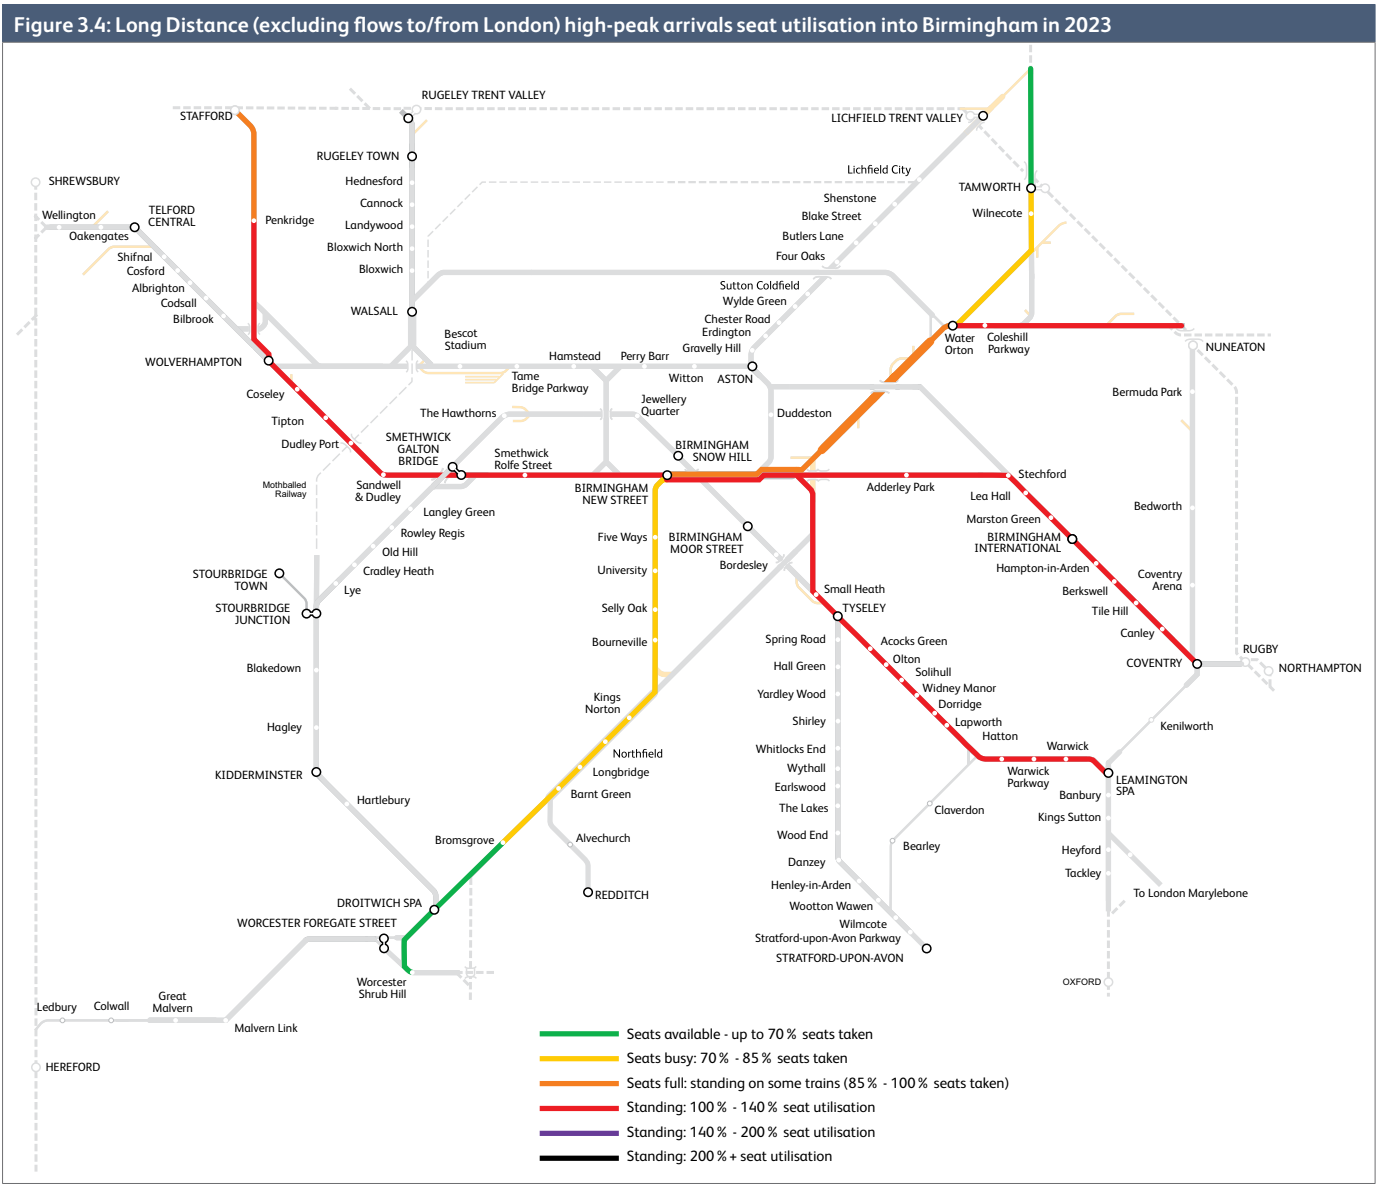 Figure 3.4: Long Distance (excluding flows to/from London) high-peak arrivals seat utilisation into Birmingham in 2023
RUGELEY TRENT VALLEY
STAFFORD
LICHFIELD TRENT VALLEY
RUGELEY TOWN
Lichfield City
SHREWSBURY
Hednesford
TAMWORTH
Cannock
Shenstone
Wellington
TELFORD
CENTRAL
Penkridge
Landywood
Blake Street
Wilnecote
Oakengates
Butlers Lane
Bloxwich North
Shifnal
Four Oaks
Cosford
Bloxwich
Albrighton
Sutton Coldfield
Codsall
Wylde Green
Bilbrook
WALSALL
Chester Road
Erdington
Bescot
Stadium
Water
Orton
Coleshill
Parkway
Gravelly Hill
NUNEATON
WOLVERHAMPTON
Hamstead
Perry Barr
Tame
Bridge Parkway
Witton
ASTON
Coseley
Bermuda Park
Jewellery
Quarter
The Hawthorns
Duddeston
Tipton
Dudley Port
SMETHWICK
GALTON
BRIDGE
BIRMINGHAM
SNOW HILL
Smethwick
Rolfe Street
Stechford
Mothballed
Railway
Sandwell
& Dudley
BIRMINGHAM
NEW STREET
Adderley Park
Lea Hall
Langley Green
Bedworth
Marston Green
Rowley Regis
Five Ways
BIRMINGHAM
MOOR STREET
BIRMINGHAM
INTERNATIONAL
Old Hill
Bordesley
Hampton-in-Arden
STOURBRIDGE
TOWN
Cradley Heath
University
Coventry
Arena
Lye
Small Heath
Berkswell
STOURBRIDGE
JUNCTION
Selly Oak
TYSELEY
Tile Hill
Bourneville
Spring Road
Acocks Green
Canley
Olton
RUGBY
Blakedown
Hall Green
Solihull
COVENTRY
NORTHAMPTON
Kings
Norton
Yardley Wood
Widney Manor
Dorridge
Hagley
Shirley
Lapworth
Kenilworth
Hatton
Northfield
Whitlocks End
Warwick
Longbridge
Wythall
Warwick
Parkway
KIDDERMINSTER
LEAMINGTON
SPA
Barnt Green
Earlswood
Banbury
Hartlebury
The Lakes
Claverdon
Kings Sutton
Bromsgrove
Alvechurch
Wood End
Bearley
Heyford
Danzey
Tackley
Henley-in-Arden
REDDITCH
To London Marylebone
DROITWICH SPA
Wootton Wawen
WORCESTER FOREGATE STREET
Wilmcote
Stratford-upon-Avon Parkway
STRATFORD-UPON-AVON
Worcester
Shrub Hill
OXFORD
Ledbury
Colwall
Great
Malvern
Malvern Link
HEREFORD
Seats available - up to 70% seats taken
Seats busy: 70% - 85% seats taken
Seats full: standing on some trains (85% - 100% seats taken)
Standing: 100% - 140% seat utilisation
Standing: 140% - 200% seat utilisation
Standing: 200%+ seat utilisation